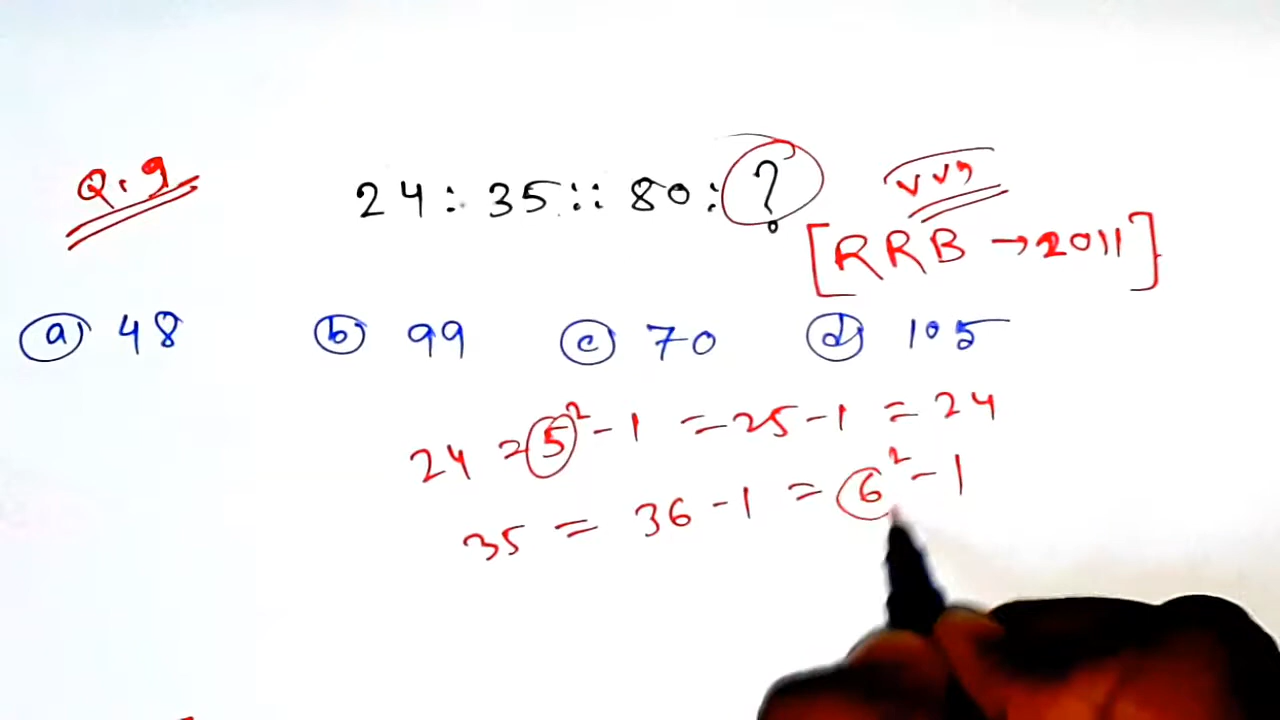 Q.9
24 : 35 :: 80 : ?
[RRB → 2011]
(a) 48 (b) 99 (c) 70 (d) 105
24 = 5² - 1 = 25 - 1 = 24
35 = 36 - 1 = 6² - 1